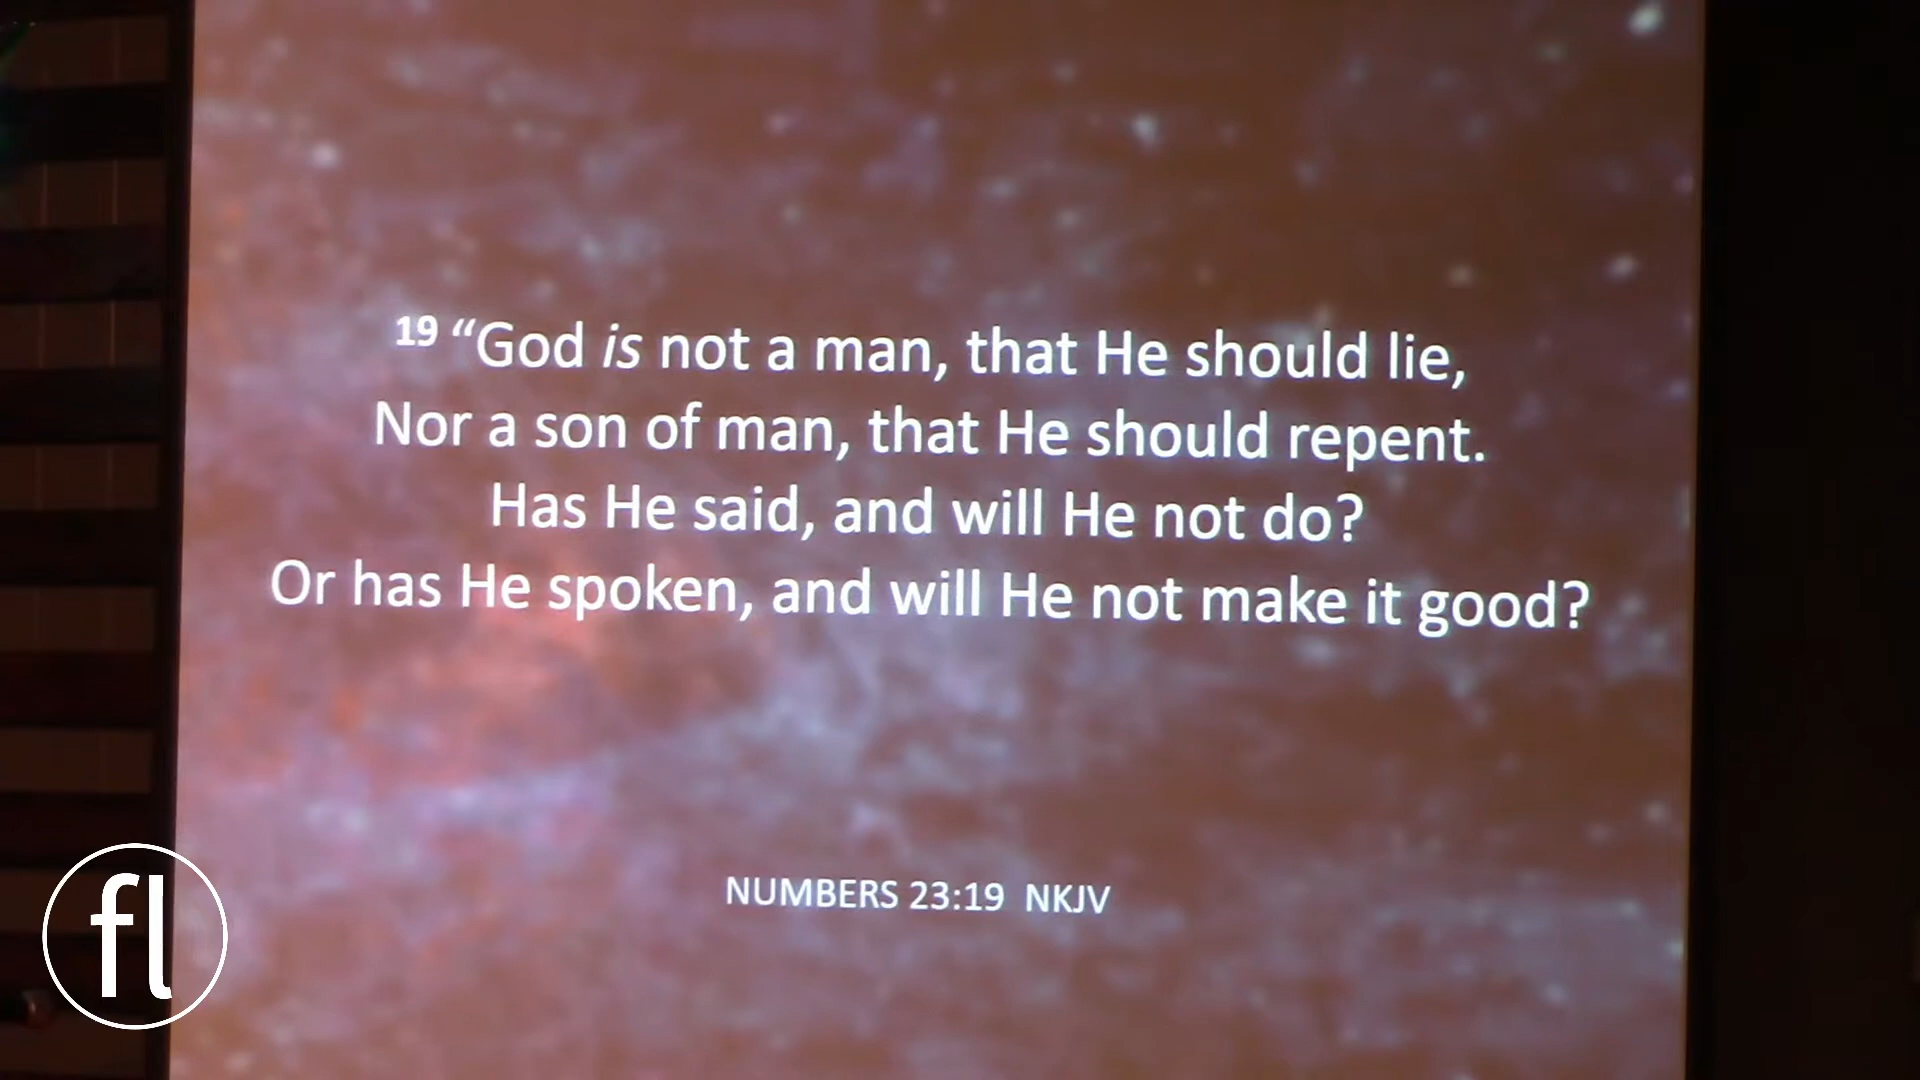 19 “God is not a man, that He should lie,
Nor a son of man, that He should repent.
Has He said, and will He not do?
Or has He spoken, and will He not make it good?
NUMBERS 23:19 NKJV
fl